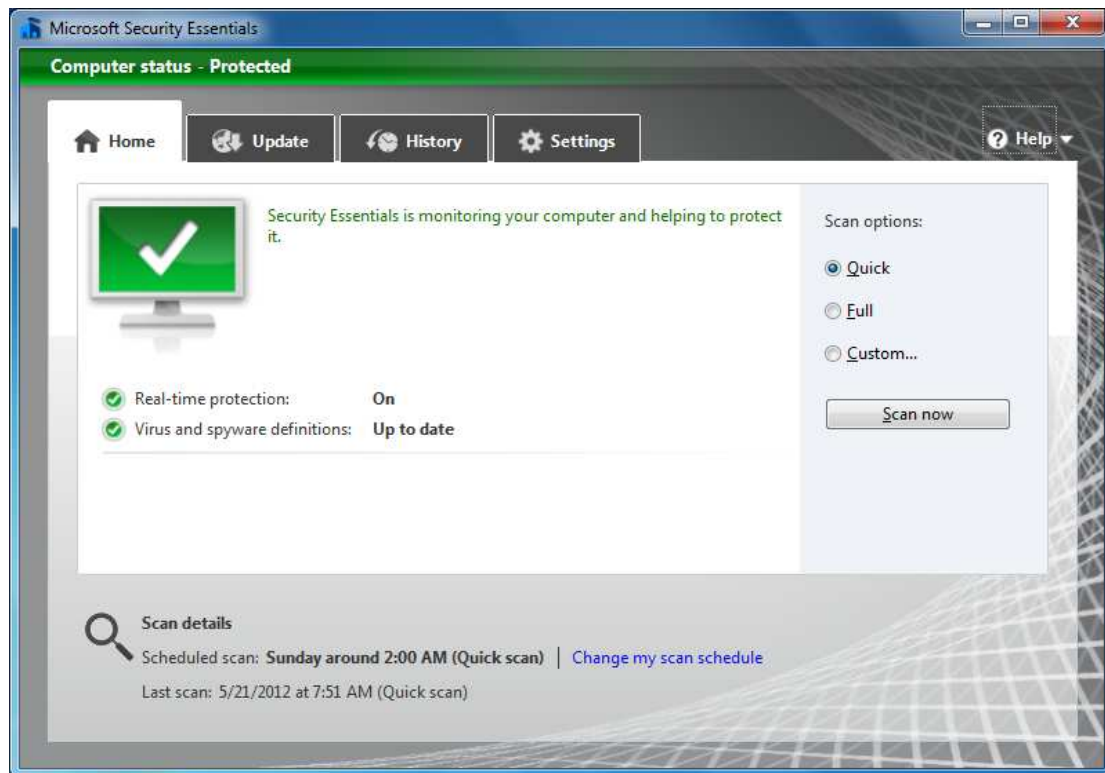 Microsoft Security Essentials
Computer status - Protected
Home
Update
History
Settings
Help
Security Essentials is monitoring your computer and helping to protect
it.
Real-time protection: On
Virus and spyware definitions: Up to date
Scan options:
Quick
Full
Custom...
Scan now
Scan details
Scheduled scan: Sunday around 2:00 AM (Quick scan) | Change my scan schedule
Last scan: 5/21/2012 at 7:51 AM (Quick scan)